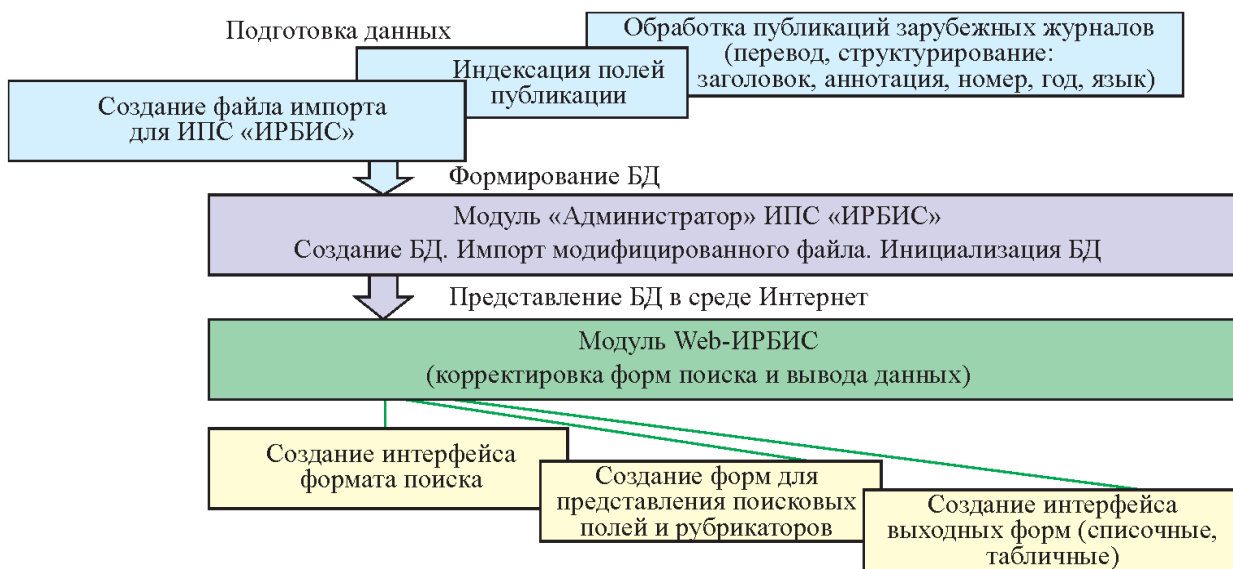 Подготовка данных
Обработка публикаций зарубежных журналов
(перевод, структурирование:
заголовок, аннотация, номер, год, язык)
Индексация полей
публикации
Создание файла импорта
для ИПС «ИРБИС»
Формирование БД
Модуль «Администратор» ИПС «ИРБИС»
Создание БД. Импорт модифицированного файла. Инициализация БД
Представление БД в среде Интернет
Модуль Web-ИРБИС
(корректировка форм поиска и вывода данных)
Создание интерфейса
формата поиска
Создание форм для
представления поисковых
полей и рубрикаторов
Создание интерфейса
выходных форм (списочные,
табличные)